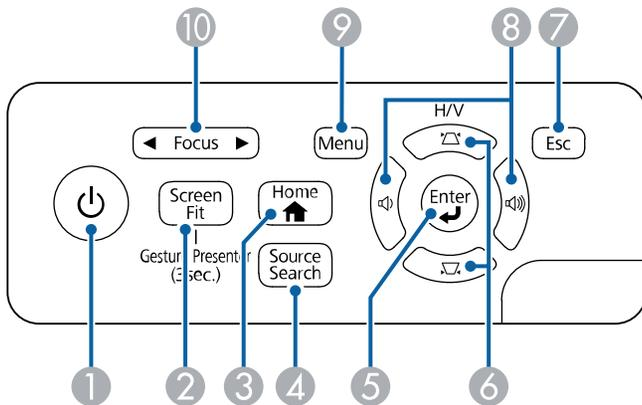 10
9
8
7
H/V
◀ Focus ▶
Menu
Esc
Screen
Fit
Home
Enter
Gesture Presenter
(3sec.)
Source
Search
1
2
3
4
5
6